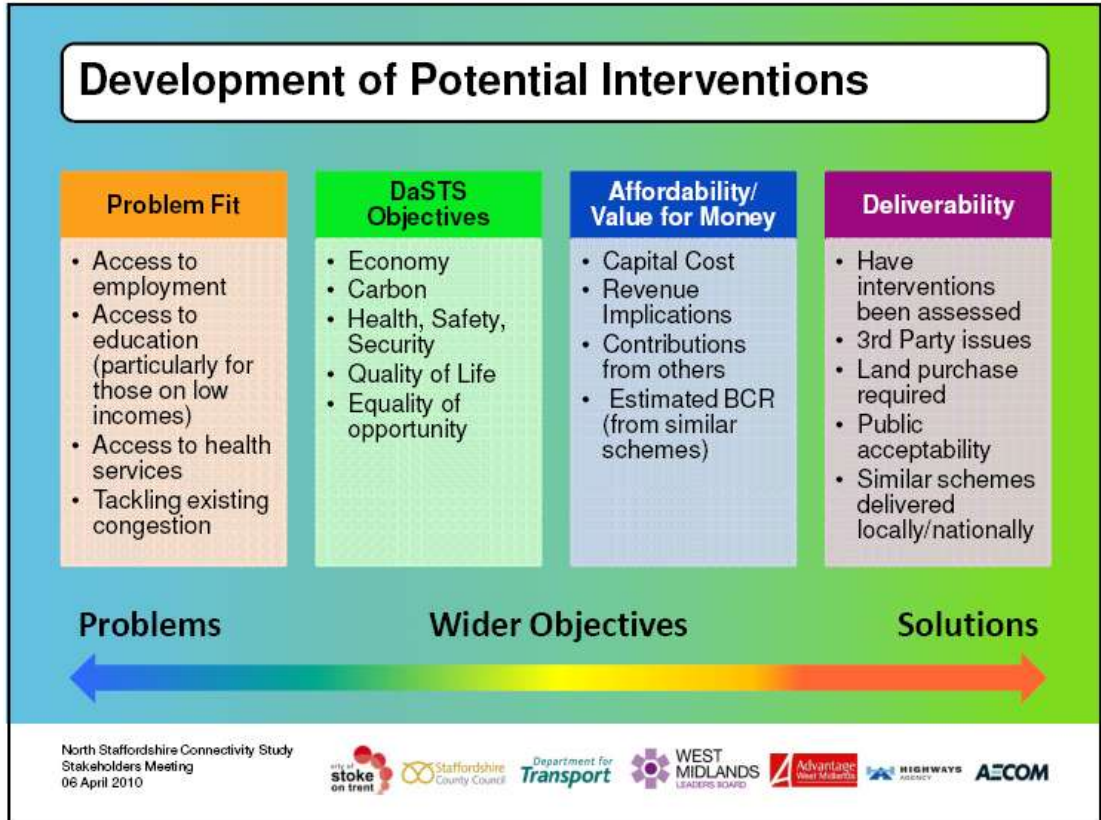 Development of Potential Interventions
Problem Fit
• Access to
employment
• Access to
education
(particularly for
those on low
incomes)
• Access to health
services
• Tackling existing
congestion
DaSTS
Objectives
• Economy
• Carbon
• Health, Safety,
Security
• Quality of Life
• Equality of
opportunity
Affordability/
Value for Money
• Capital Cost
• Revenue
Implications
• Contributions
from others
• Estimated BCR
(from similar
schemes)
Deliverability
• Have
interventions
been assessed
• 3rd Party issues
• Land purchase
required
• Public
acceptability
• Similar schemes
delivered
locally/nationally
Problems
Wider Objectives
Solutions
North Staffordshire Connectivity Study
Stakeholders Meeting
06 April 2010
city of
stoke
on trent
Staffordshire
County Council
Department for
Transport
WEST
MIDLANDS
LEADERS BOARD
Advantage
West Midlands
HIGHWAYS
AGENCY
AECOM